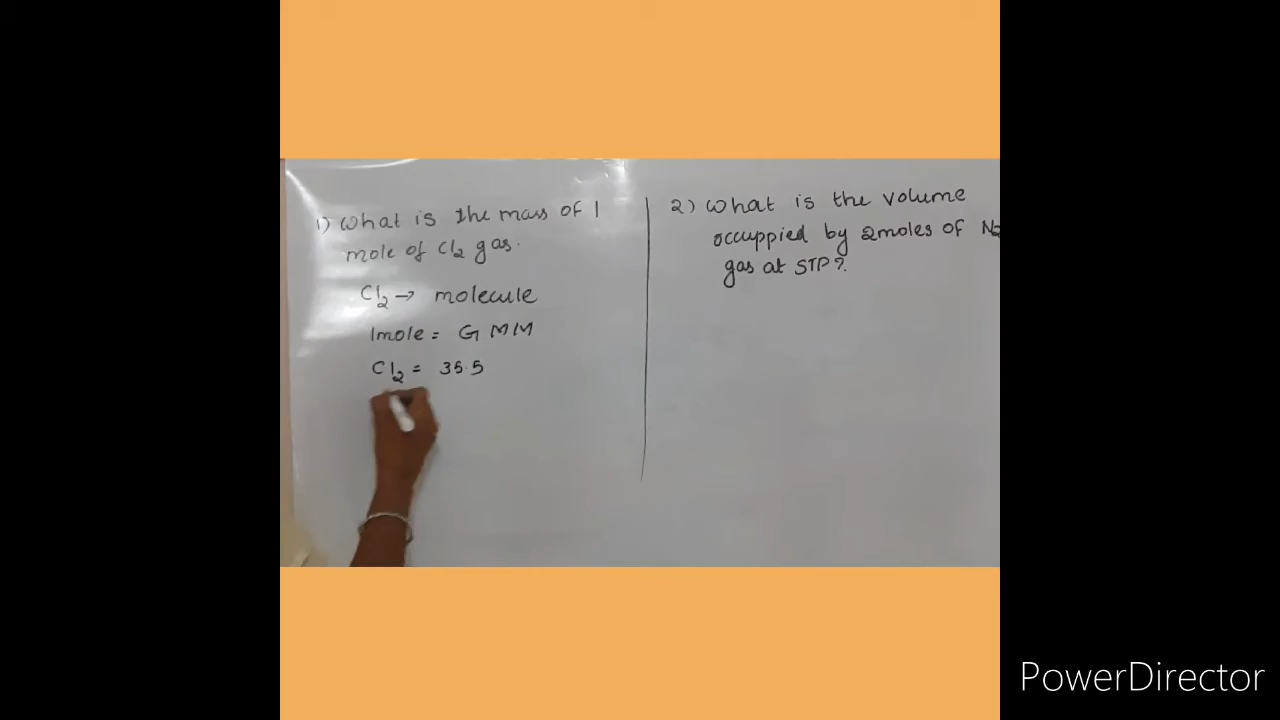 1) What is the mass of 1
mole of Cl2 gas.
Cl2 → molecule
1mole = GMM
Cl2 = 35.5
2) What is the volume
occuppied by 2moles of N2
gas at STP?
PowerDirector